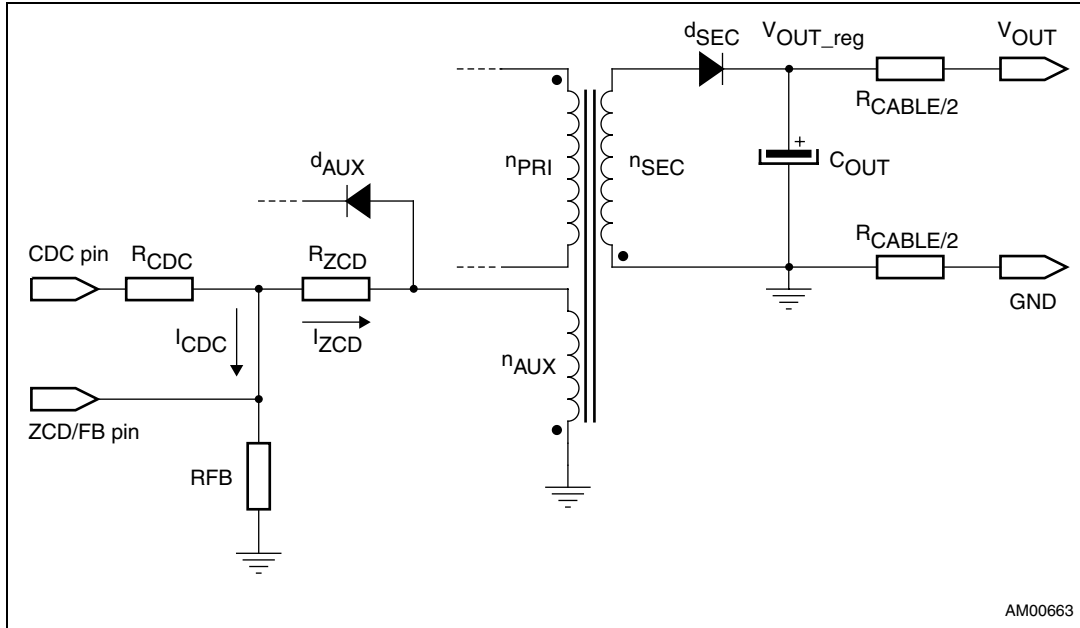 dSEC
VOUT_reg
VOUT
RCABLE/2
nPRI
nSEC
+
COUT
dAUX
RCABLE/2
CDC pin
RCDC
RZCD
GND
ICDC
IZCD
nAUX
ZCD/FB pin
RFB
AM00663